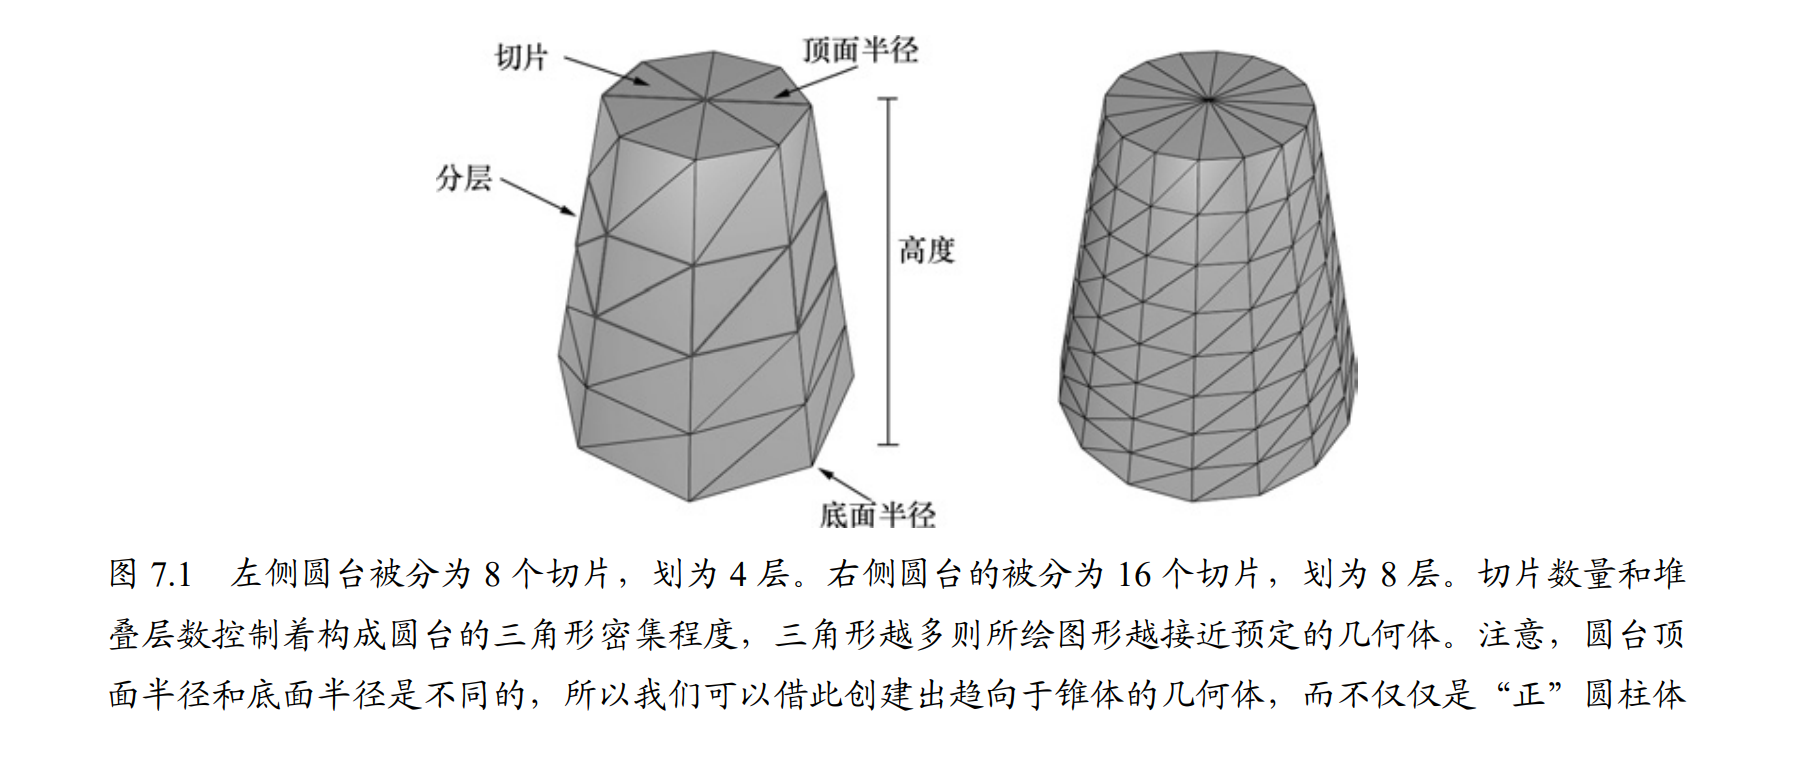 切片
顶面半径
分层
高度
底面半径
图 7.1 左侧圆台被分为 8 个切片，划为 4 层。右侧圆台的被分为 16 个切片，划为 8 层。切片数量和堆
叠层数控制着构成圆台的三角形密集程度，三角形越多则所绘图形越接近预定的几何体。注意，圆台顶
面半径和底面半径是不同的，所以我们可以借此创建出趋向于锥体的几何体，而不仅仅是“正”圆柱体